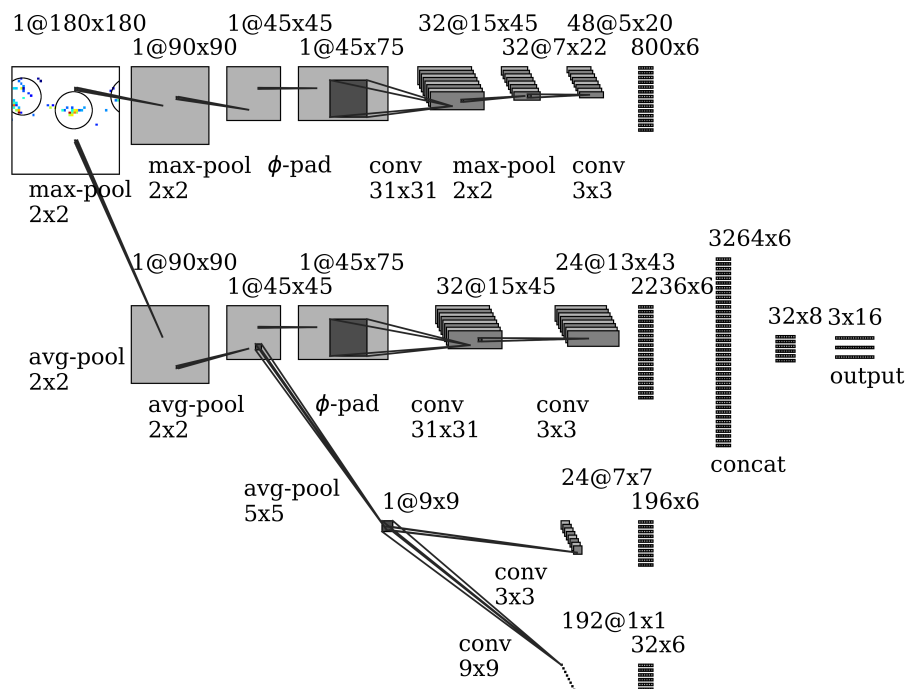 1@180x180
1@90x90
1@45x45
1@45x75
32@15x45
32@7x22
48@5x20
800x6
max-pool
2x2
max-pool
2x2
ϕ-pad
conv
31x31
max-pool
2x2
conv
3x3
1@90x90
1@45x45
1@45x75
32@15x45
24@13x43
2236x6
3264x6
32x8
3x16
output
avg-pool
2x2
avg-pool
2x2
ϕ-pad
conv
31x31
conv
3x3
concat
avg-pool
5x5
1@9x9
24@7x7
196x6
conv
3x3
192@1x1
32x6
conv
9x9